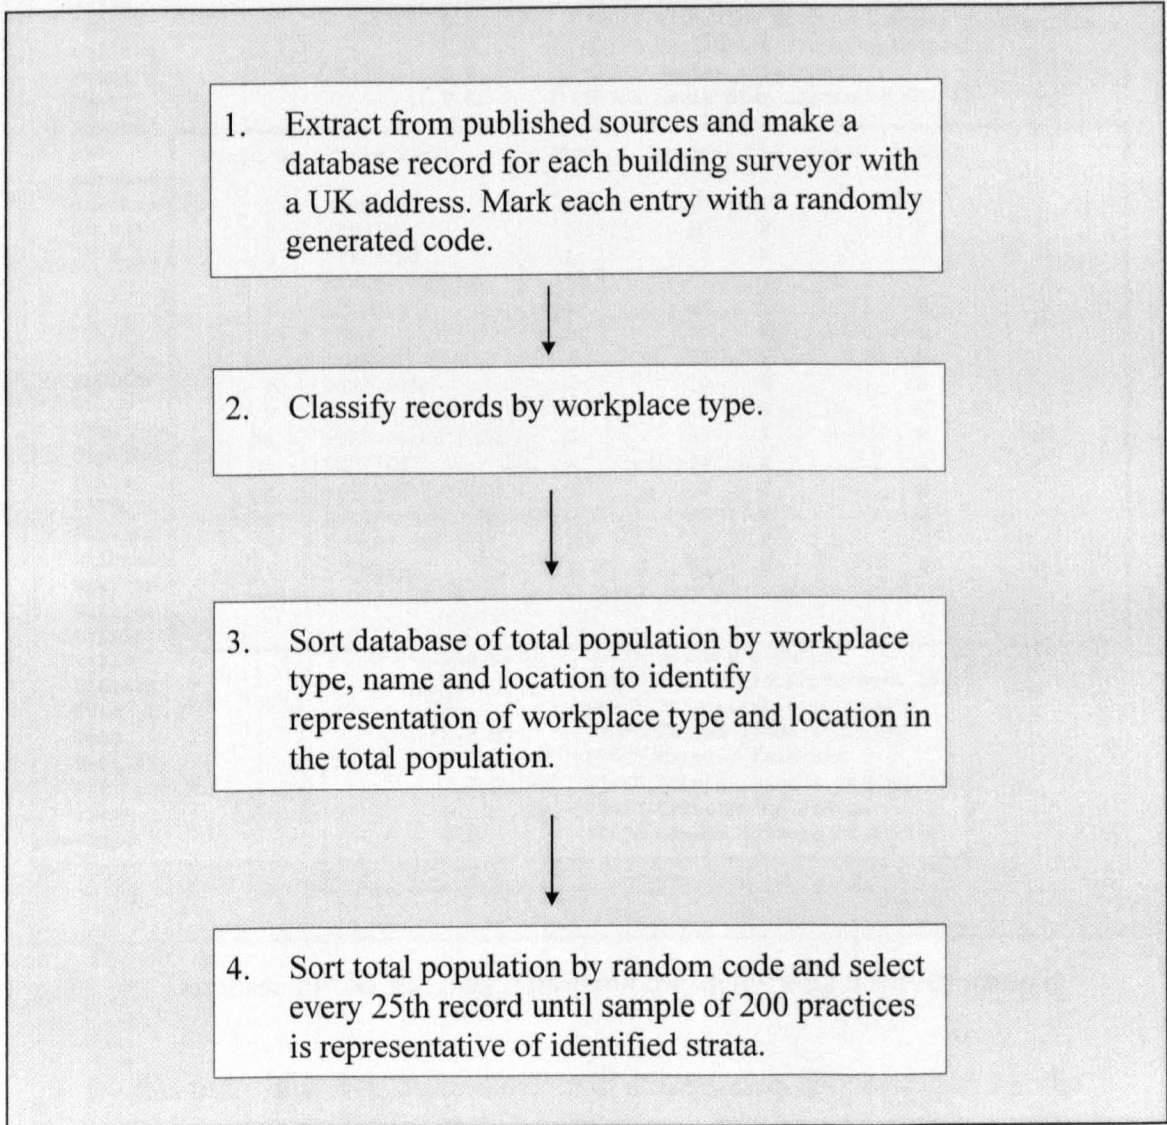 1. Extract from published sources and make a
database record for each building surveyor with
a UK address. Mark each entry with a randomly
generated code.
2. Classify records by workplace type.
3. Sort database of total population by workplace
type, name and location to identify
representation of workplace type and location in
the total population.
4. Sort total population by random code and select
every 25th record until sample of 200 practices
is representative of identified strata.